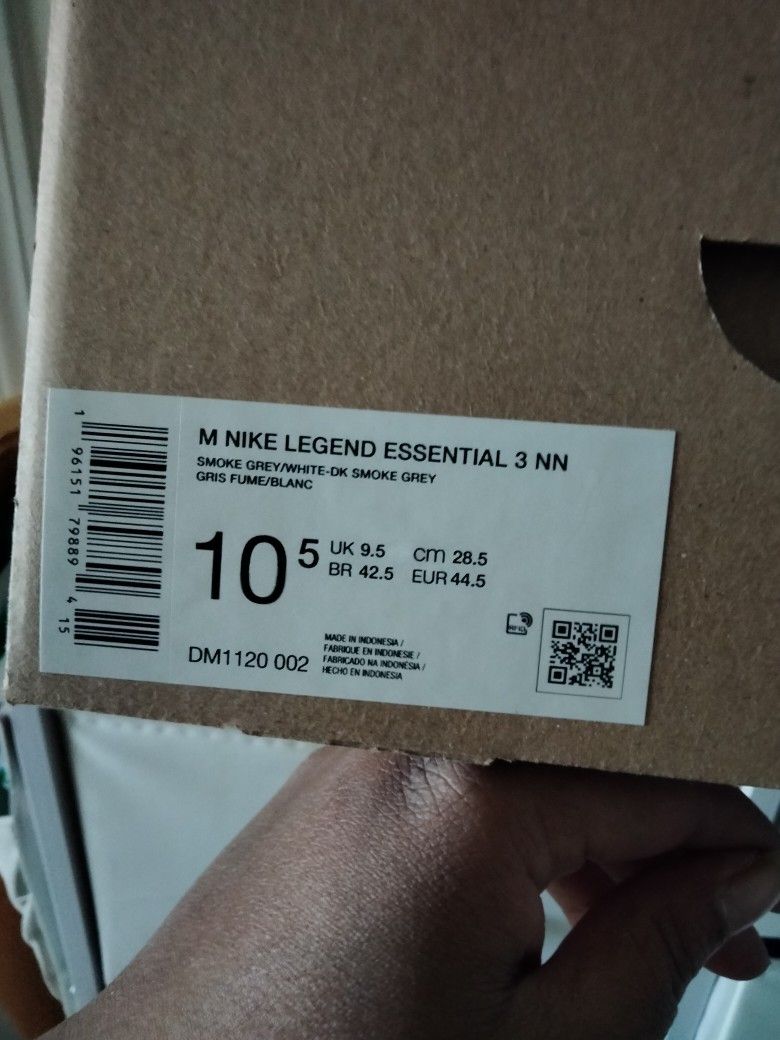 M NIKE LEGEND ESSENTIAL 3 NN
SMOKE GREY/WHITE-DK SMOKE GREY
GRIS FUME/BLANC
10 5
UK 9.5 cm 28.5
BR 42.5 EUR 44.5
DM1120 002
MADE IN INDONESIA /
FABRIQUE EN INDONESIE /
FABRICADO NA INDONÉSIA /
HECHO EN INDONESIA
1 96151 79889 4 15